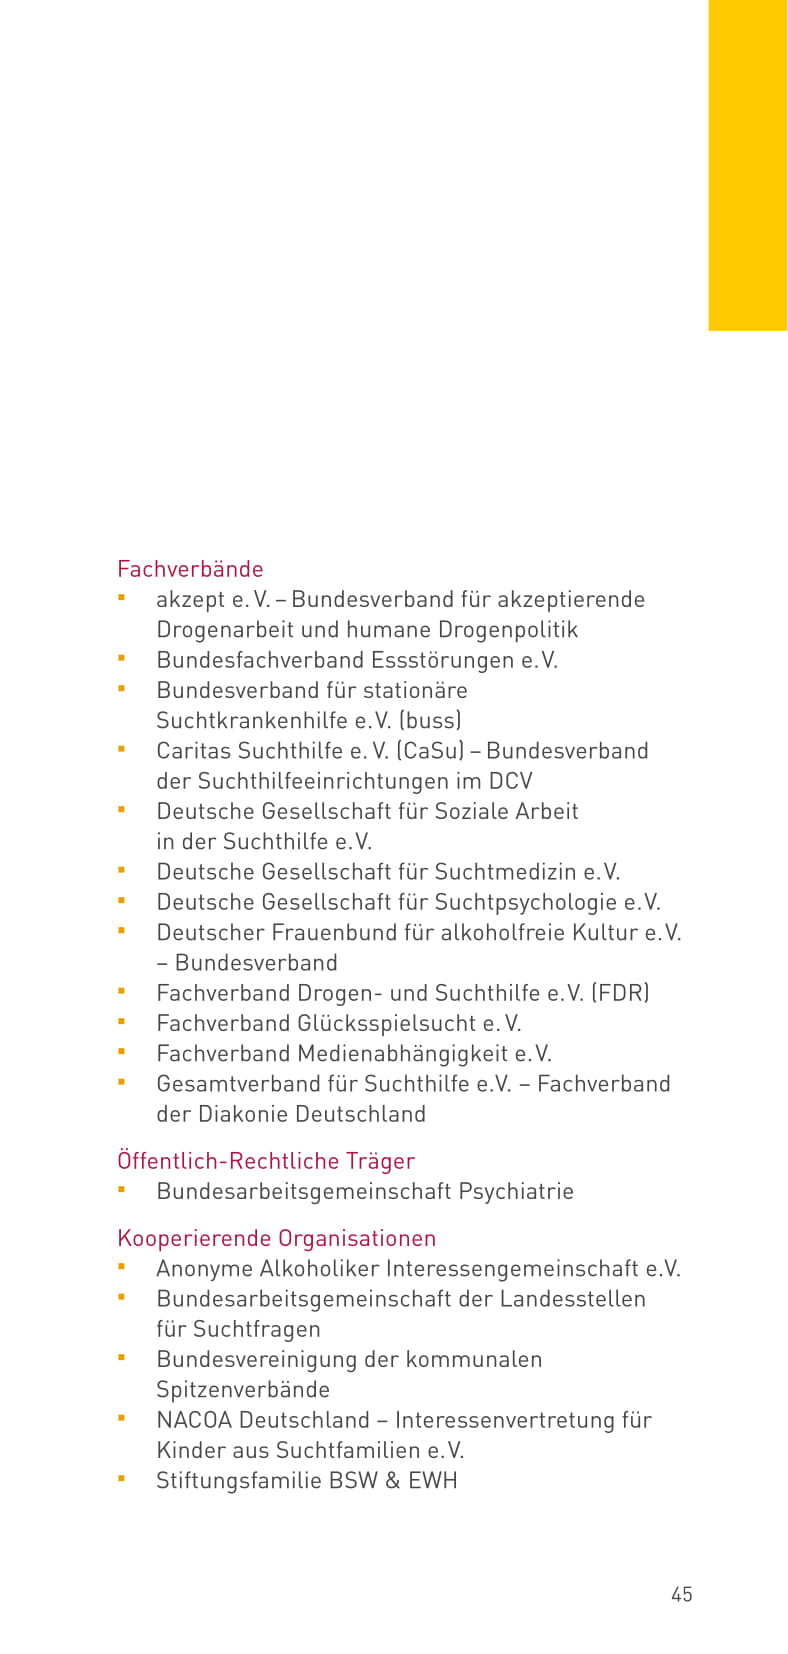 Fachverbände
▪ akzept e. V. – Bundesverband für akzeptierende
Drogenarbeit und humane Drogenpolitik
▪ Bundesfachverband Essstörungen e. V.
▪ Bundesverband für stationäre
Suchtkrankenhilfe e. V. (buss)
▪ Caritas Suchthilfe e. V. (CaSu) – Bundesverband
der Suchthilfeeinrichtungen im DCV
▪ Deutsche Gesellschaft für Soziale Arbeit
in der Suchthilfe e. V.
▪ Deutsche Gesellschaft für Suchtmedizin e. V.
▪ Deutsche Gesellschaft für Suchtpsychologie e. V.
▪ Deutscher Frauenbund für alkoholfreie Kultur e. V.
– Bundesverband
▪ Fachverband Drogen- und Suchthilfe e. V. (FDR)
▪ Fachverband Glücksspielsucht e. V.
▪ Fachverband Medienabhängigkeit e. V.
▪ Gesamtverband für Suchthilfe e.V. – Fachverband
der Diakonie Deutschland
Öffentlich-Rechtliche Träger
▪ Bundesarbeitsgemeinschaft Psychiatrie
Kooperierende Organisationen
▪ Anonyme Alkoholiker Interessengemeinschaft e.V.
▪ Bundesarbeitsgemeinschaft der Landesstellen
für Suchtfragen
▪ Bundesvereinigung der kommunalen
Spitzenverbände
▪ NACOA Deutschland – Interessenvertretung für
Kinder aus Suchtfamilien e. V.
▪ Stiftungsfamilie BSW & EWH
45